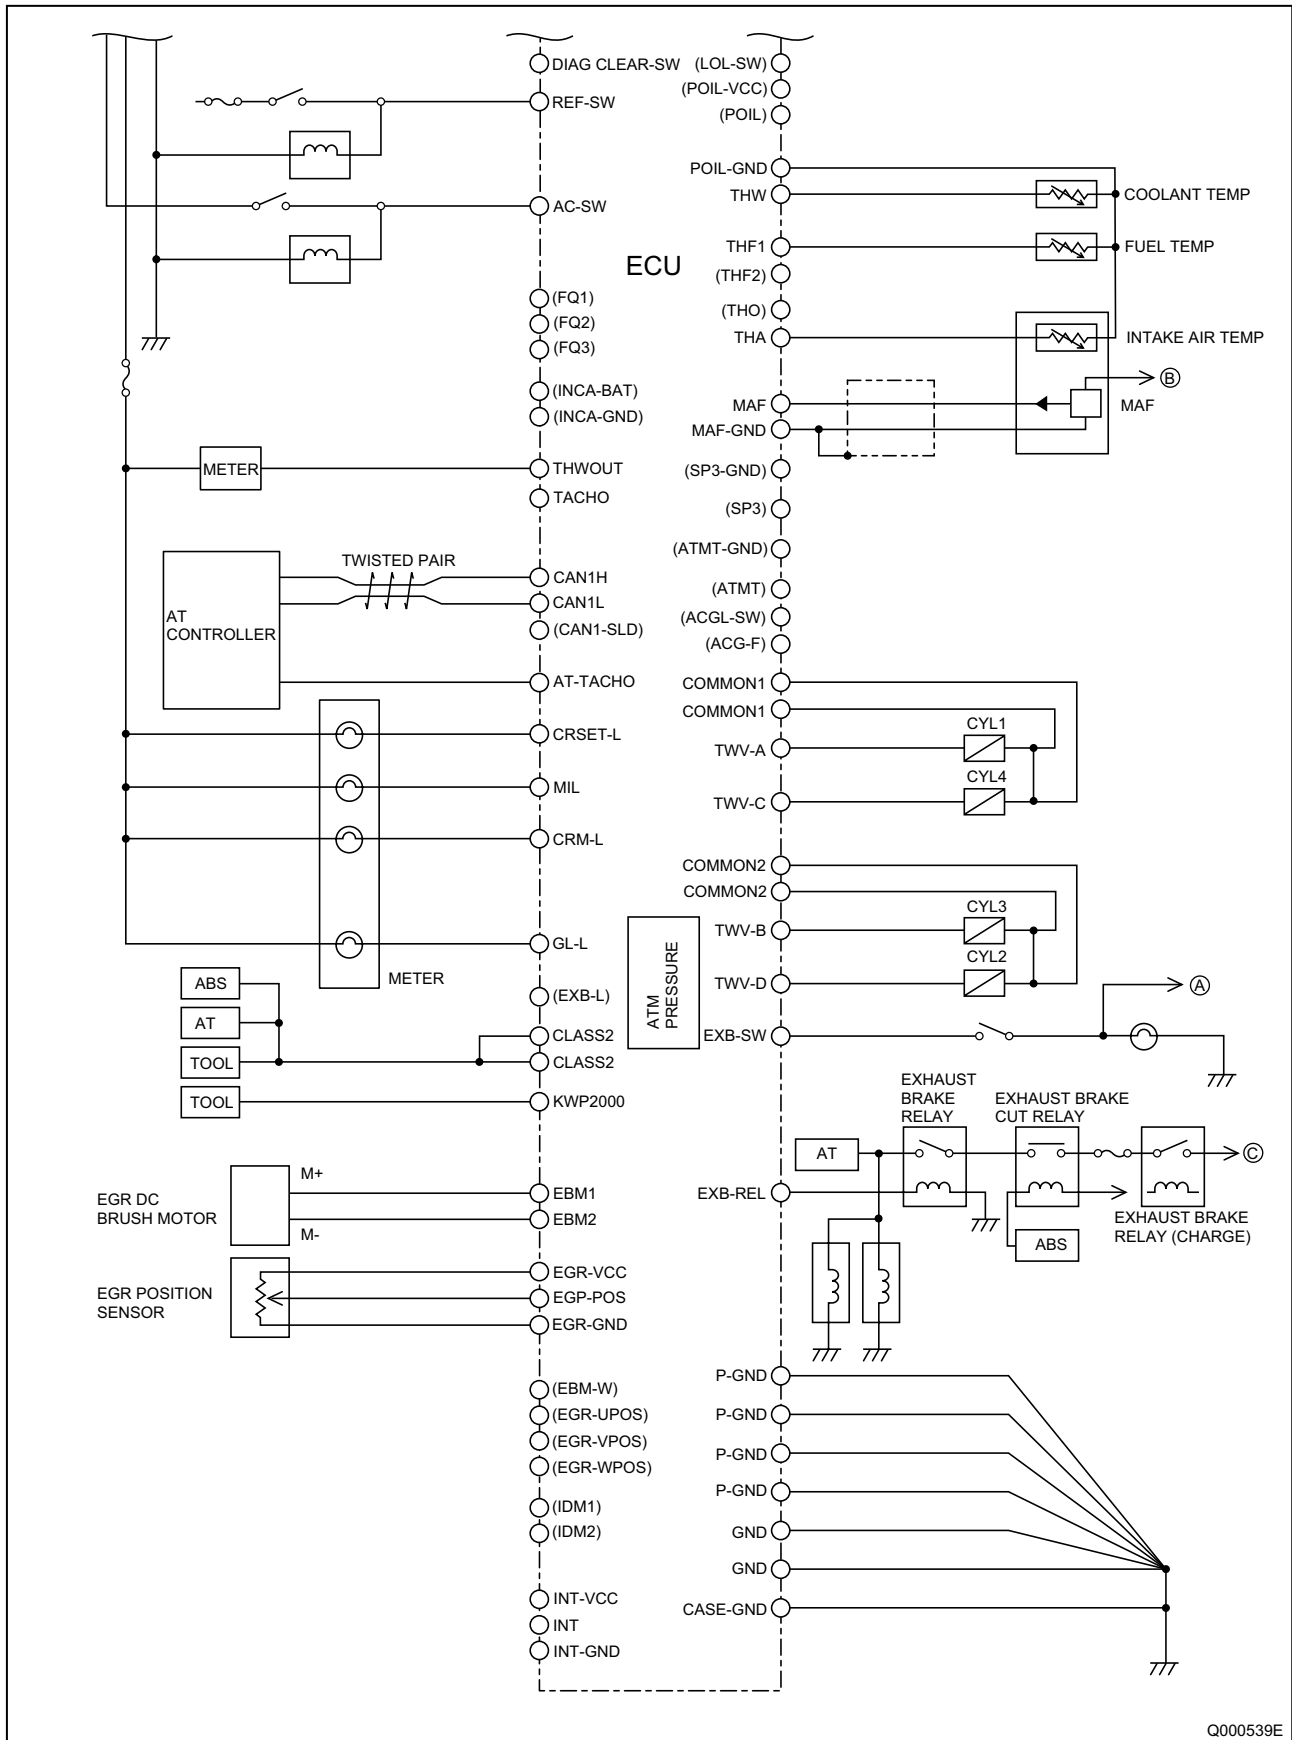 DIAG CLEAR-SW
(LOL-SW)
(POIL-VCC)
REF-SW
(POIL)
POIL-GND
THW
COOLANT TEMP
AC-SW
THF1
FUEL TEMP
ECU
(THF2)
(FQ1)
(THO)
(FQ2)
THA
INTAKE AIR TEMP
(FQ3)
B
(INCA-BAT)
MAF
MAF
(INCA-GND)
MAF-GND
METER
THWOUT
(SP3-GND)
TACHO
(SP3)
(ATMT-GND)
TWISTED PAIR
CAN1H
(ATMT)
CAN1L
AT
CONTROLLER
(ACGL-SW)
(CAN1-SLD)
(ACG-F)
AT-TACHO
COMMON1
COMMON1
CRSET-L
CYL1
TWV-A
MIL
CYL4
TWV-C
CRM-L
COMMON2
COMMON2
CYL3
TWV-B
GL-L
CYL2
METER
ATM
PRESSURE
TWV-D
ABS
A
(EXB-L)
AT
CLASS2
EXB-SW
TOOL
CLASS2
EXHAUST
BRAKE
RELAY
EXHAUST BRAKE
CUT RELAY
TOOL
KWP2000
AT
C
M+
EGR DC
BRUSH MOTOR
EBM1
EXB-REL
EBM2
M-
EXHAUST BRAKE
RELAY (CHARGE)
ABS
EGR-VCC
EGR POSITION
SENSOR
EGP-POS
EGR-GND
P-GND
(EBM-W)
(EGR-UPOS)
P-GND
(EGR-VPOS)
P-GND
(EGR-WPOS)
P-GND
(IDM1)
(IDM2)
GND
GND
INT-VCC
CASE-GND
INT
INT-GND
Q000539E